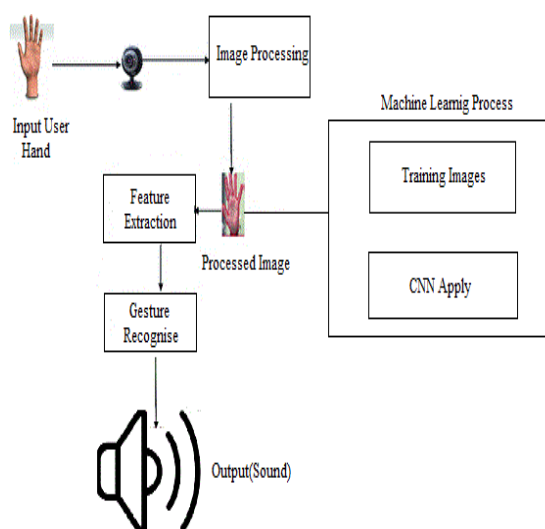 Input User
Hand
Image Processing
Machine Learnig Process
Training Images
CNN Apply
Feature
Extraction
Processed Image
Gesture
Recognise
Output(Sound)